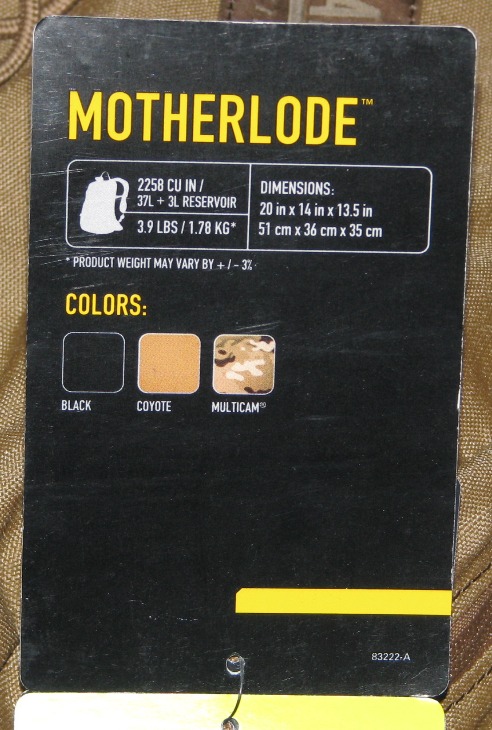 MOTHERLODE™
2258 CU IN /
37L + 3L RESERVOIR
3.9 LBS / 1.78 KG*
DIMENSIONS:
20 in x 14 in x 13.5 in
51 cm x 36 cm x 35 cm
* PRODUCT WEIGHT MAY VARY BY + / - 3%
COLORS:
BLACK
COYOTE
MULTICAM®
83222-A